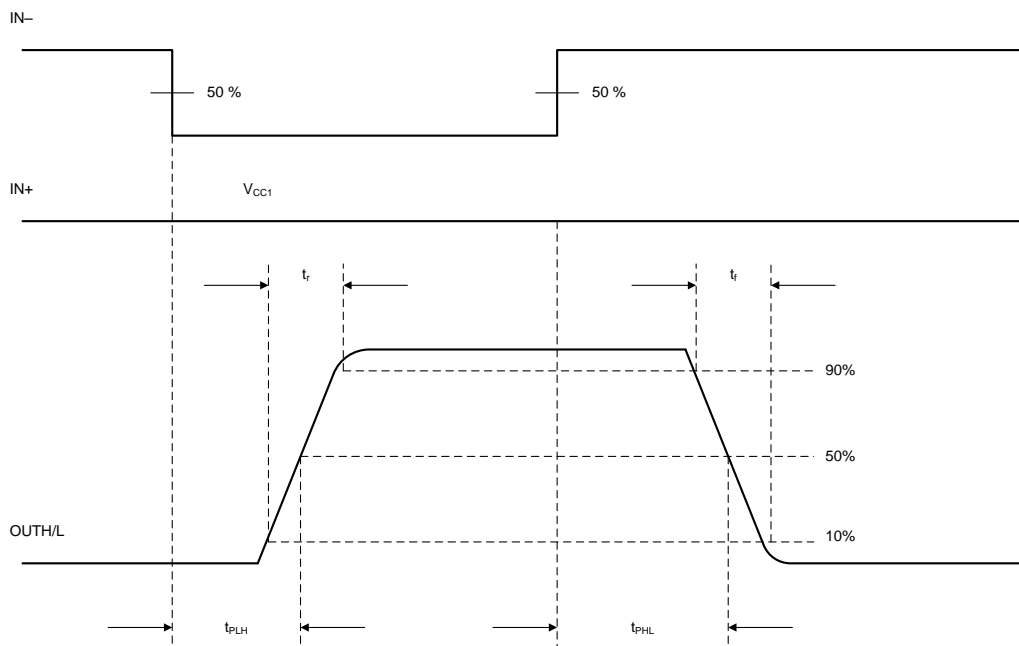 IN–
50 %
50 %
IN+
VCC1
tr
tf
90%
50%
10%
OUTH/L
tPLH
tPHL